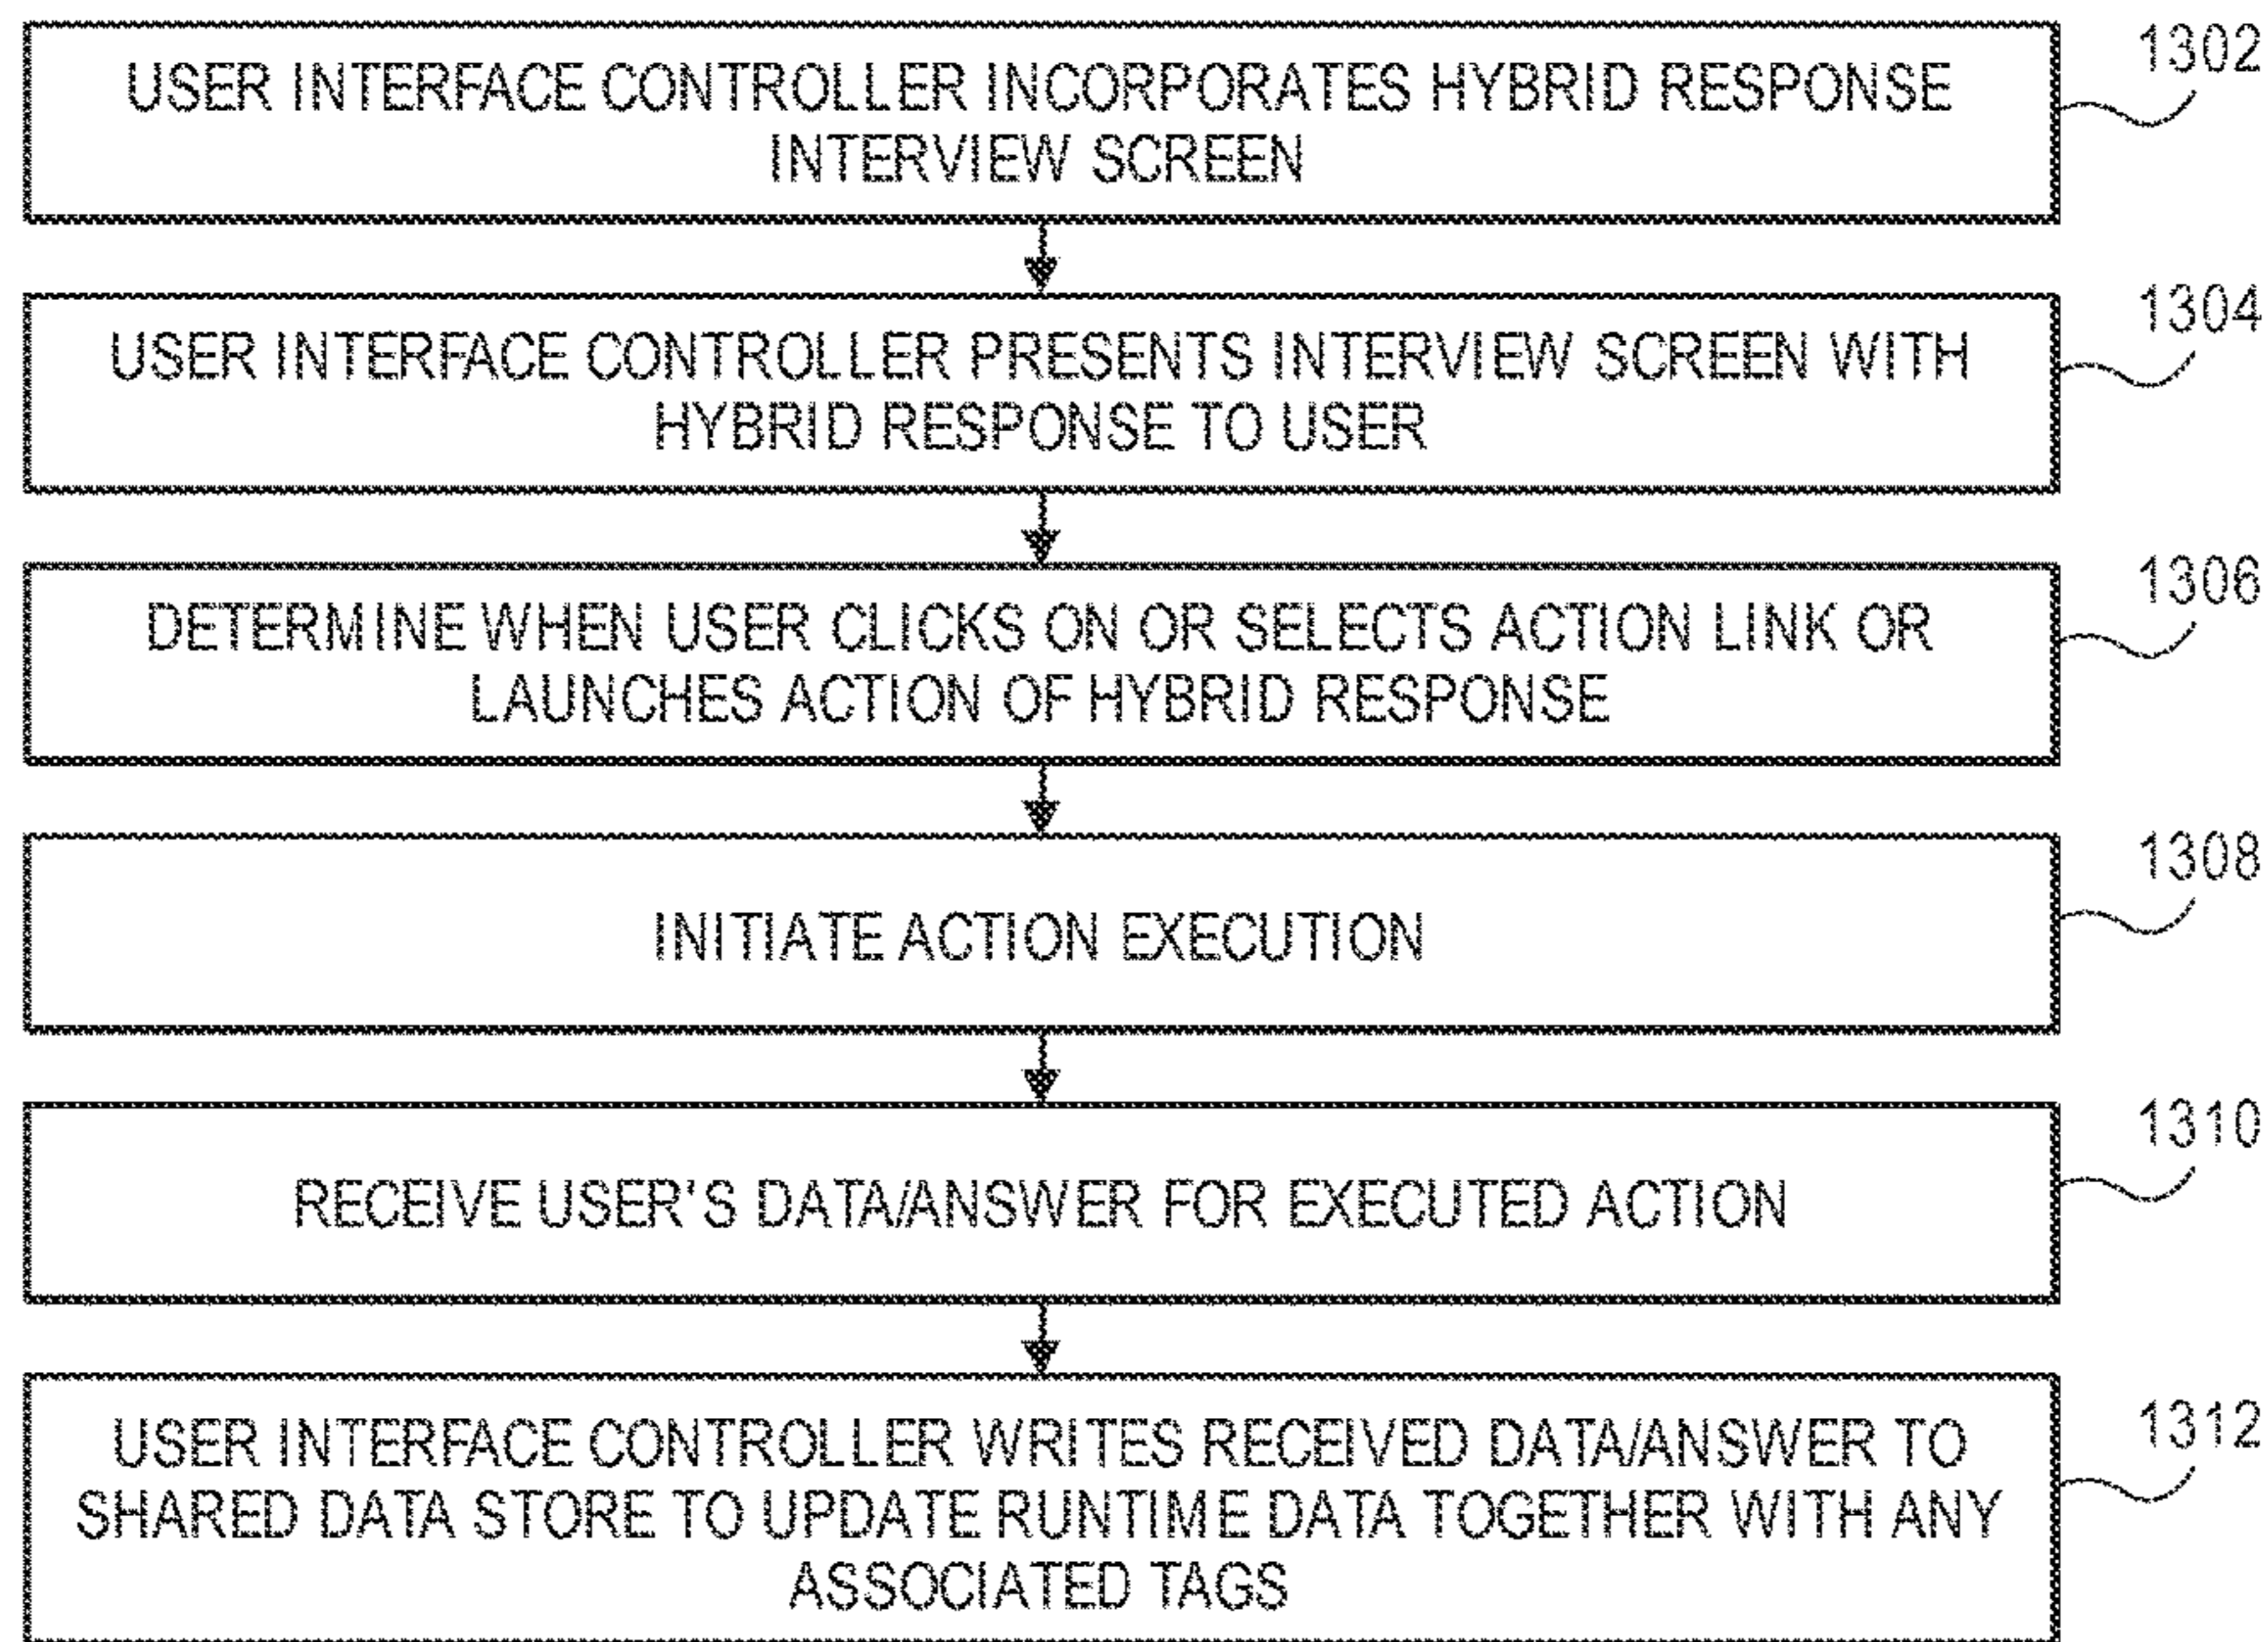 USER INTERFACE CONTROLLER INCORPORATES HYBRID RESPONSE
INTERVIEW SCREEN
1302
USER INTERFACE CONTROLLER PRESENTS INTERVIEW SCREEN WITH
HYBRID RESPONSE TO USER
1304
DETERMINE WHEN USER CLICKS ON OR SELECTS ACTION LINK OR
LAUNCHES ACTION OF HYBRID RESPONSE
1306
INITIATE ACTION EXECUTION
1308
RECEIVE USER'S DATA/ANSWER FOR EXECUTED ACTION
1310
USER INTERFACE CONTROLLER WRITES RECEIVED DATA/ANSWER TO
SHARED DATA STORE TO UPDATE RUNTIME DATA TOGETHER WITH ANY
ASSOCIATED TAGS
1312